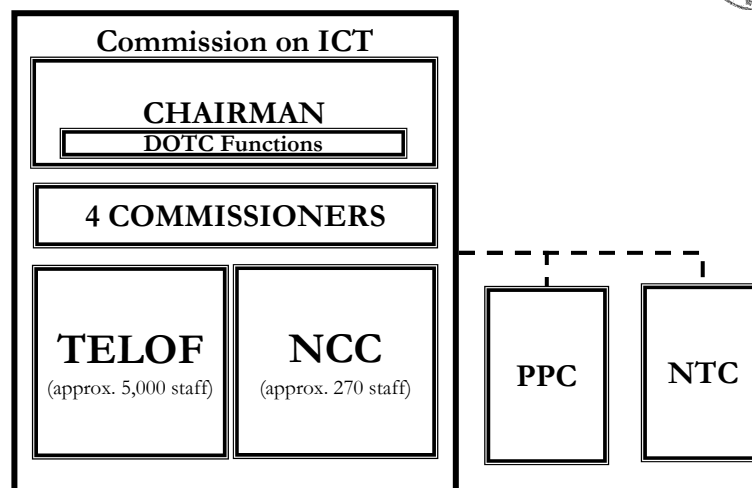 Commission on ICT
CHAIRMAN
DOTC Functions
4 COMMISSIONERS
TELOF
(approx. 5,000 staff)
NCC
(approx. 270 staff)
PPC
NTC